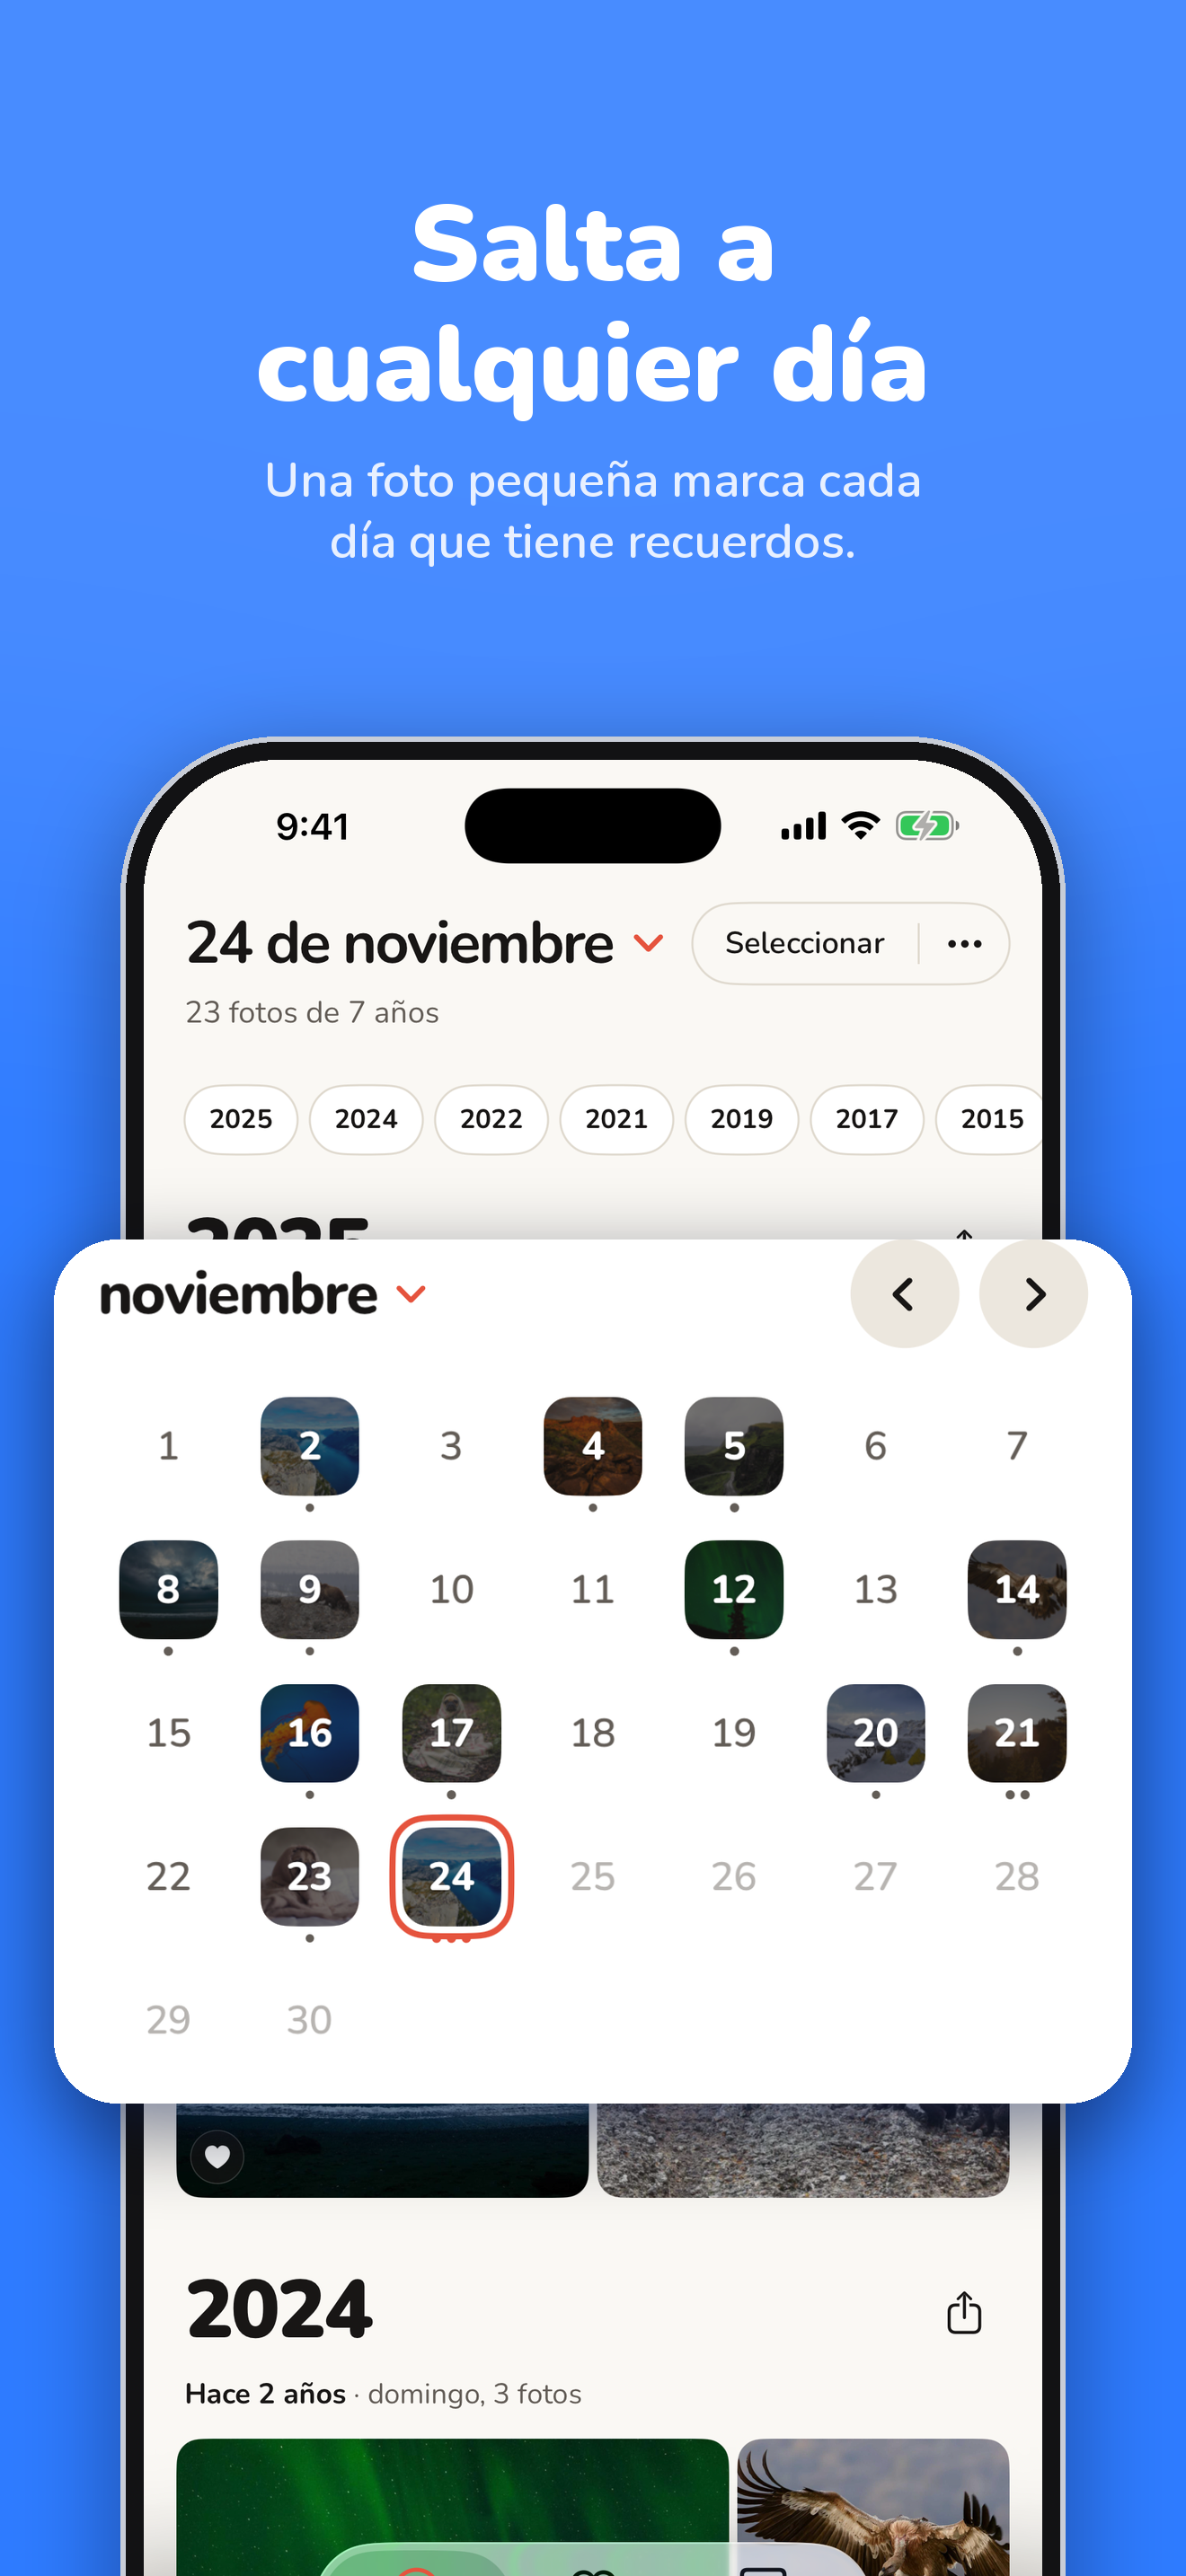 Salta a
cualquier día
Una foto pequeña marca cada
día que tiene recuerdos.
9:41
24 de noviembre
Seleccionar
23 fotos de 7 años
2025 2024 2022 2021 2019 2017 2015
2025
noviembre
1 2 3 4 5 6 7
8 9 10 11 12 13 14
15 16 17 18 19 20 21
22 23 24 25 26 27 28
29 30
2024
Hace 2 años · domingo, 3 fotos